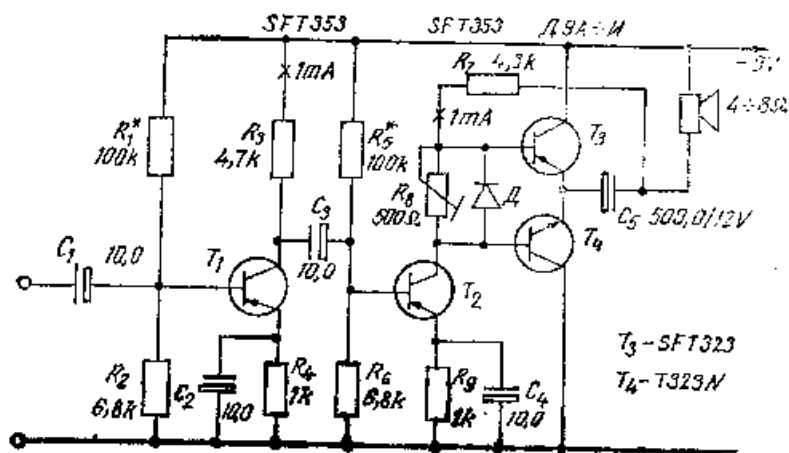 SFT353
SFT353
Д9А÷И
-9V
1mA
R7 4,3k
1mA
4÷8Ω
R1* 100k
R3 4,7k
R5* 100k
R8 500Ω
Д
T3
C5 500,0/12V
C3 10,0
C1 10,0
T1
T2
T4
R2 6,8k
C2 10,0
R4 1k
R6 6,8k
R9 1k
C4 10,0
T3-SFT323
T4-T323N